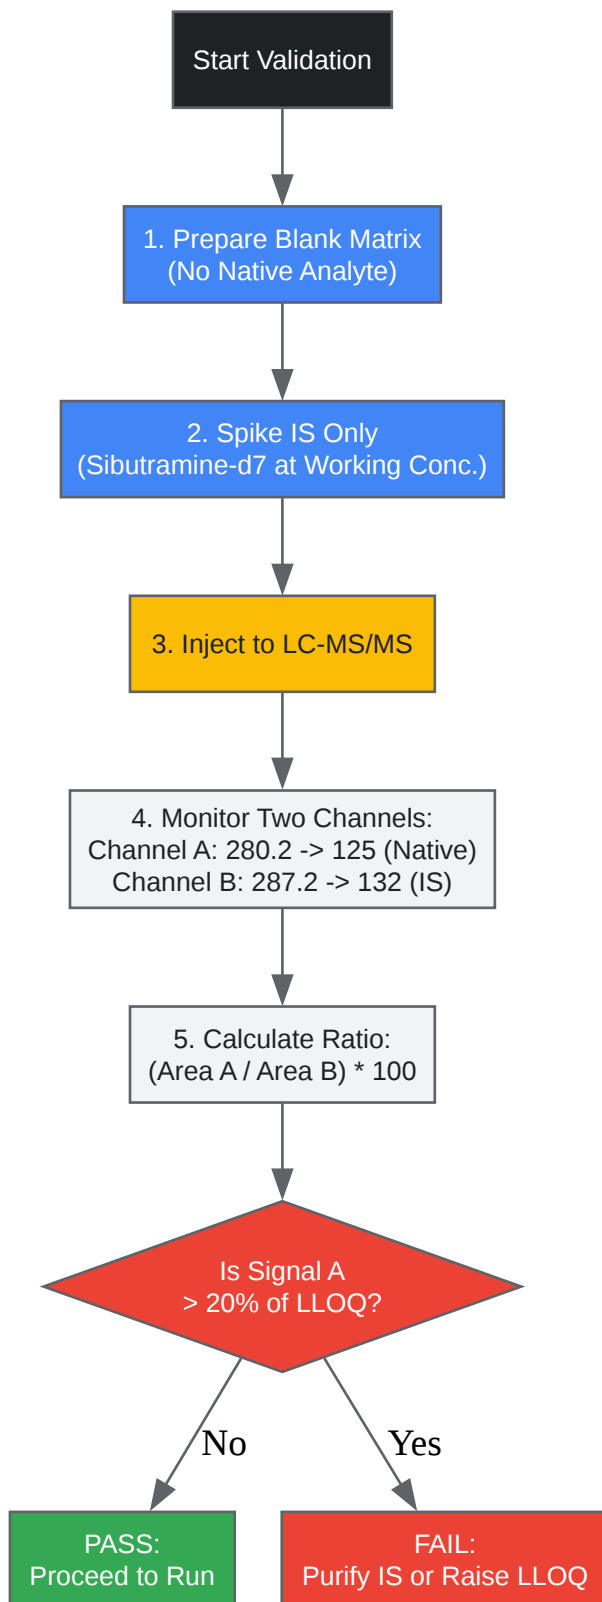 Start Validation
1. Prepare Blank Matrix
(No Native Analyte)
2. Spike IS Only
(Sibutramine-d7 at Working Conc.)
3. Inject to LC-MS/MS
4. Monitor Two Channels:
Channel A: 280.2 -> 125 (Native)
Channel B: 287.2 -> 132 (IS)
5. Calculate Ratio:
(Area A / Area B) * 100
Is Signal A
> 20% of LLOQ?
No
Yes
PASS:
Proceed to Run
FAIL:
Purify IS or Raise LLOQ